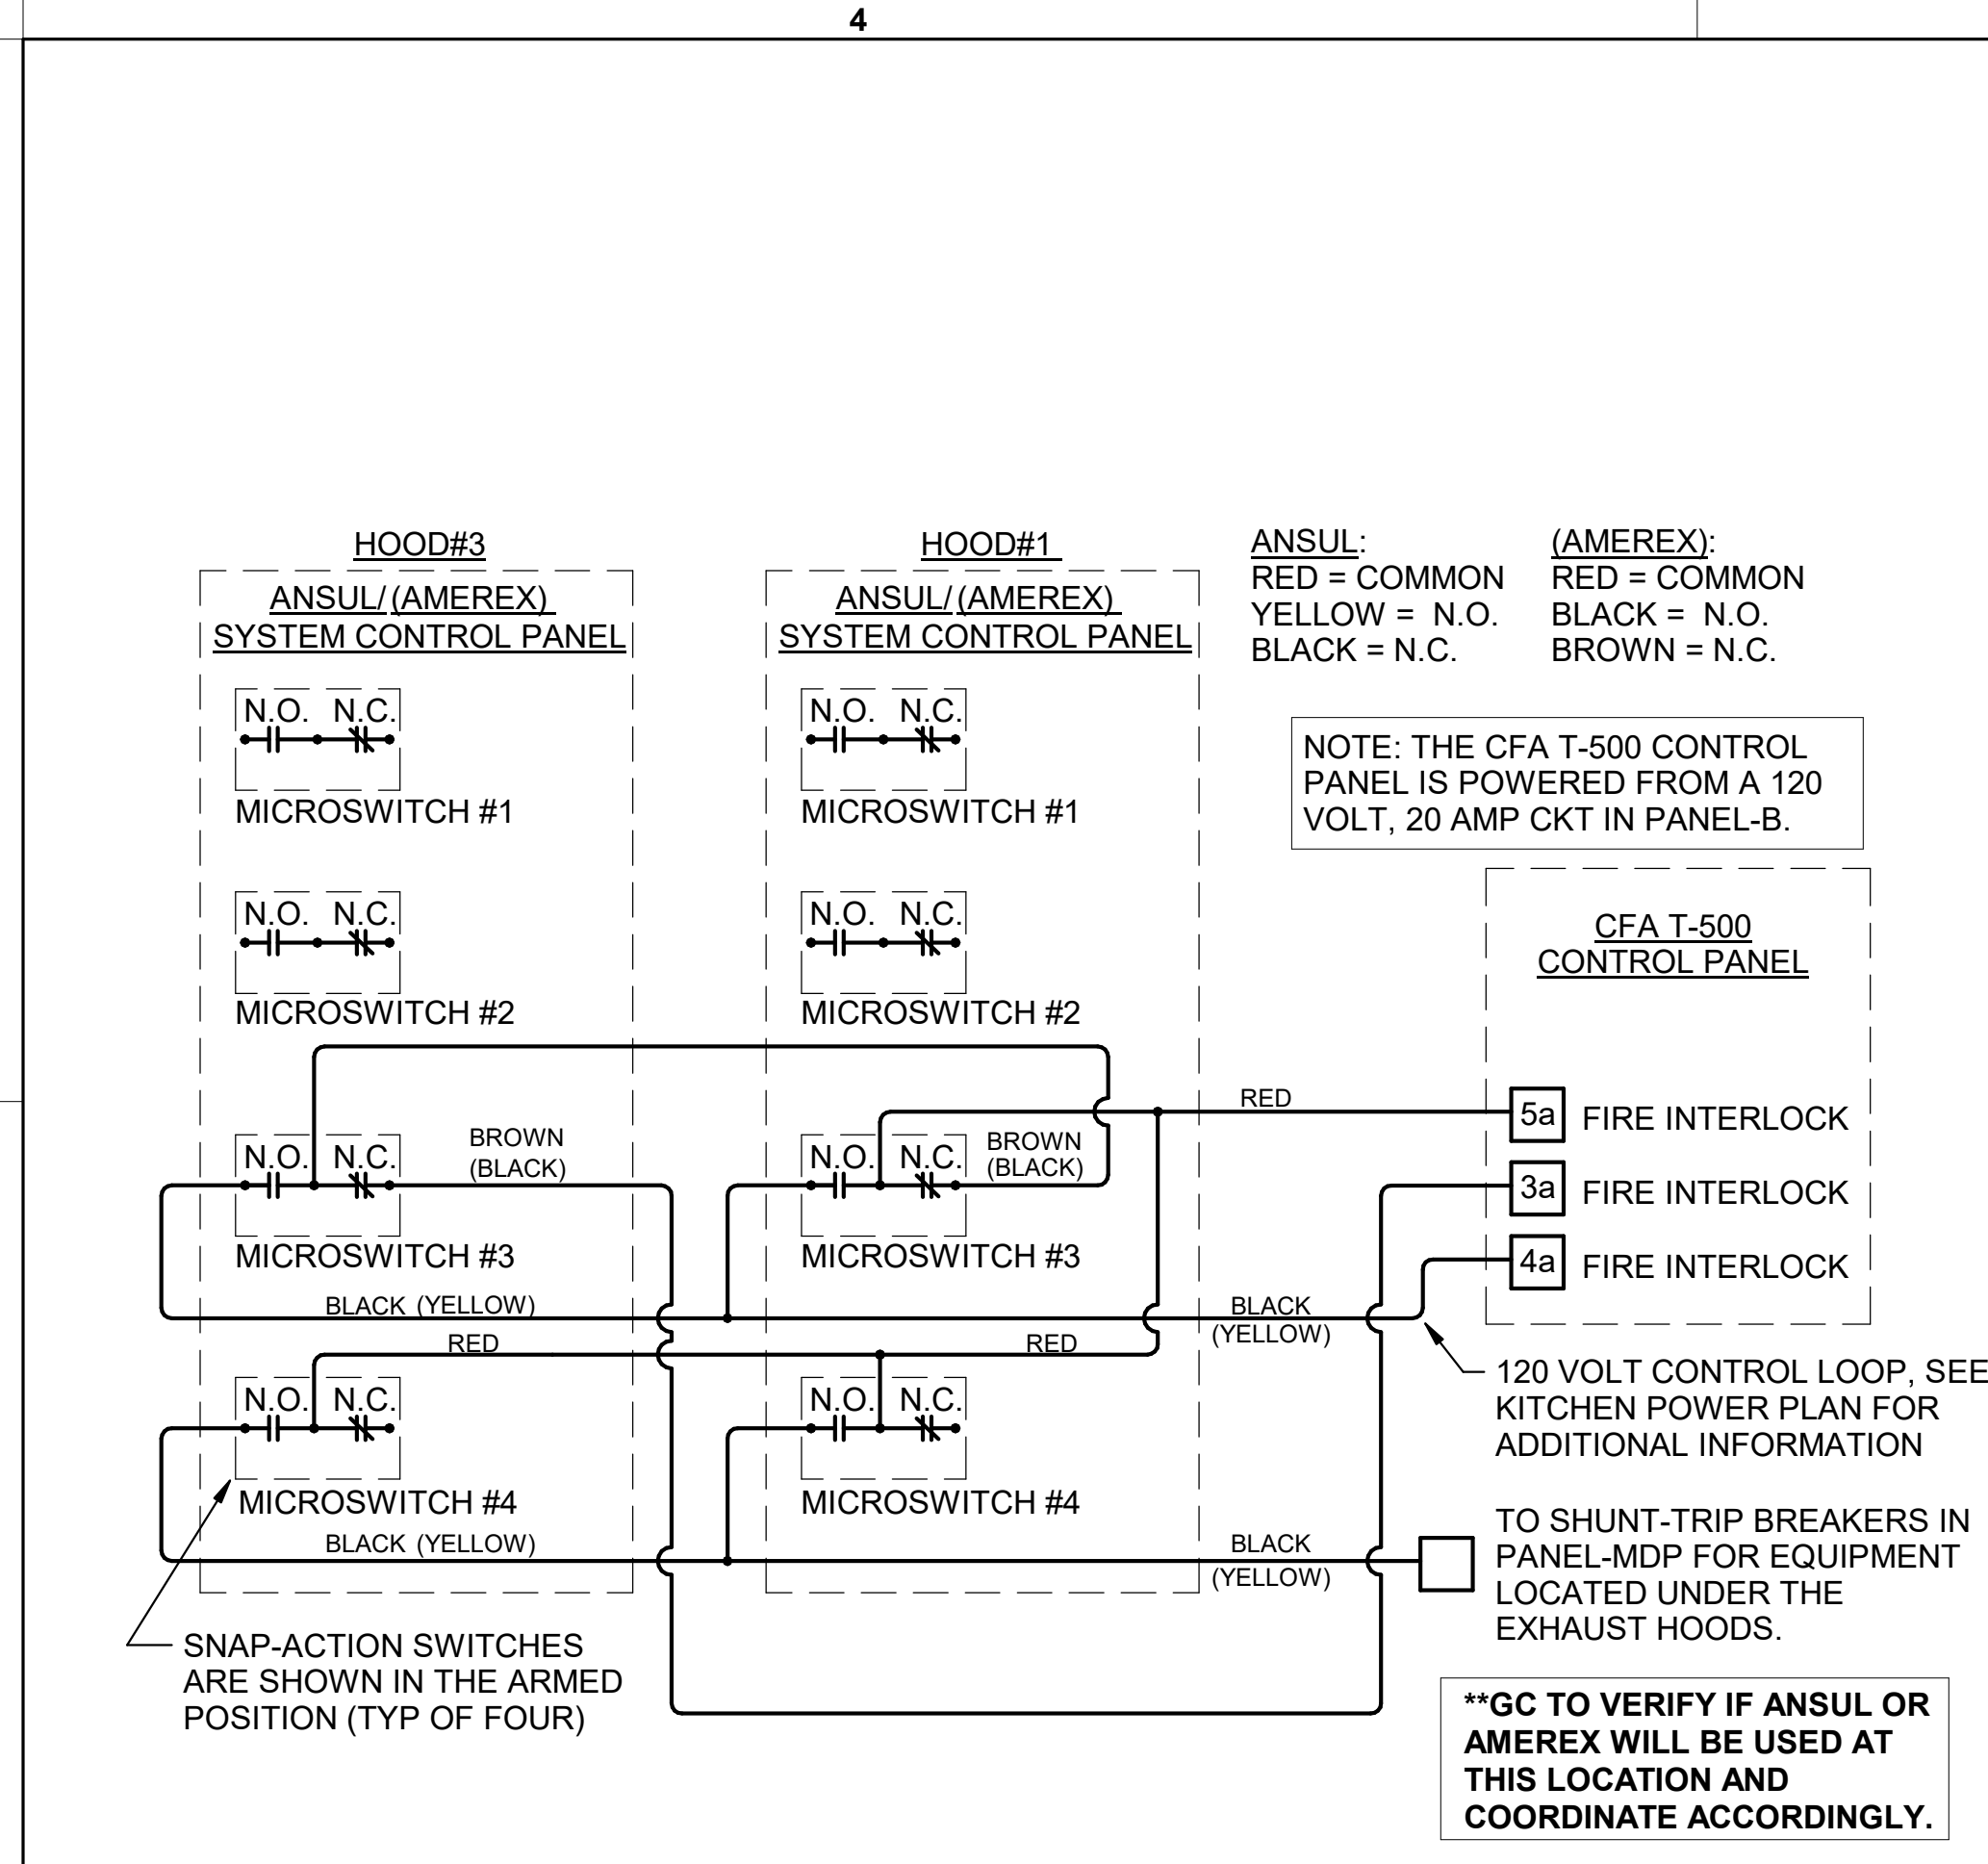 4
HOOD#3
ANSUL/(AMEREX)
SYSTEM CONTROL PANEL
N.O. N.C.
MICROSWITCH #1
N.O. N.C.
MICROSWITCH #2
BROWN
(BLACK)
N.O. N.C.
MICROSWITCH #3
BLACK (YELLOW)
RED
N.O. N.C.
MICROSWITCH #4
BLACK (YELLOW)
SNAP-ACTION SWITCHES
ARE SHOWN IN THE ARMED
POSITION (TYP OF FOUR)
HOOD#1
ANSUL/(AMEREX)
SYSTEM CONTROL PANEL
N.O. N.C.
MICROSWITCH #1
N.O. N.C.
MICROSWITCH #2
BROWN
(BLACK)
N.O. N.C.
MICROSWITCH #3
RED
N.O. N.C.
MICROSWITCH #4
ANSUL:
RED = COMMON
YELLOW = N.O.
BLACK = N.C.
(AMEREX):
RED = COMMON
BLACK = N.O.
BROWN = N.C.
NOTE: THE CFA T-500 CONTROL
PANEL IS POWERED FROM A 120
VOLT, 20 AMP CKT IN PANEL-B.
CFA T-500
CONTROL PANEL
RED
5a FIRE INTERLOCK
3a FIRE INTERLOCK
4a FIRE INTERLOCK
BLACK
(YELLOW)
120 VOLT CONTROL LOOP, SEE
KITCHEN POWER PLAN FOR
ADDITIONAL INFORMATION
BLACK
(YELLOW)
TO SHUNT-TRIP BREAKERS IN
PANEL-MDP FOR EQUIPMENT
LOCATED UNDER THE
EXHAUST HOODS.
**GC TO VERIFY IF ANSUL OR
AMEREX WILL BE USED AT
THIS LOCATION AND
COORDINATE ACCORDINGLY.